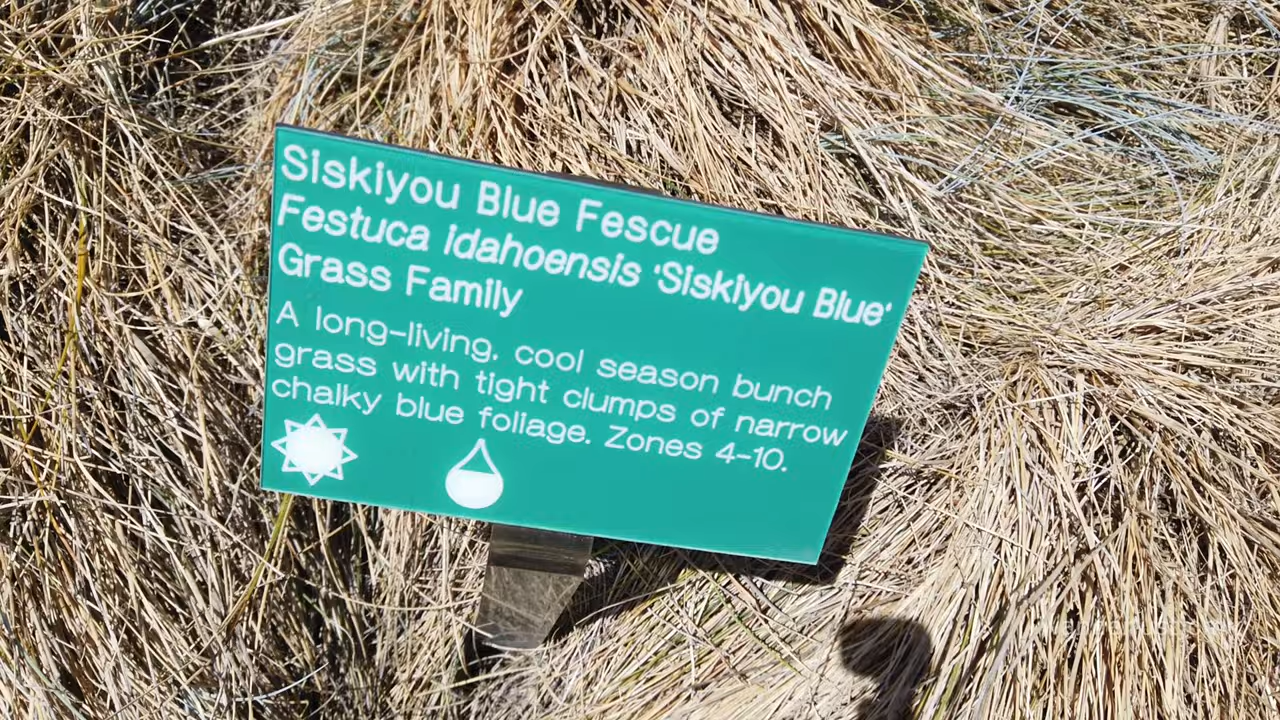 Siskiyou Blue Fescue
Festuca idahoensis 'Siskiyou Blue'
Grass Family
A long-living, cool season bunch
grass with tight clumps of narrow
chalky blue foliage. Zones 4-10.